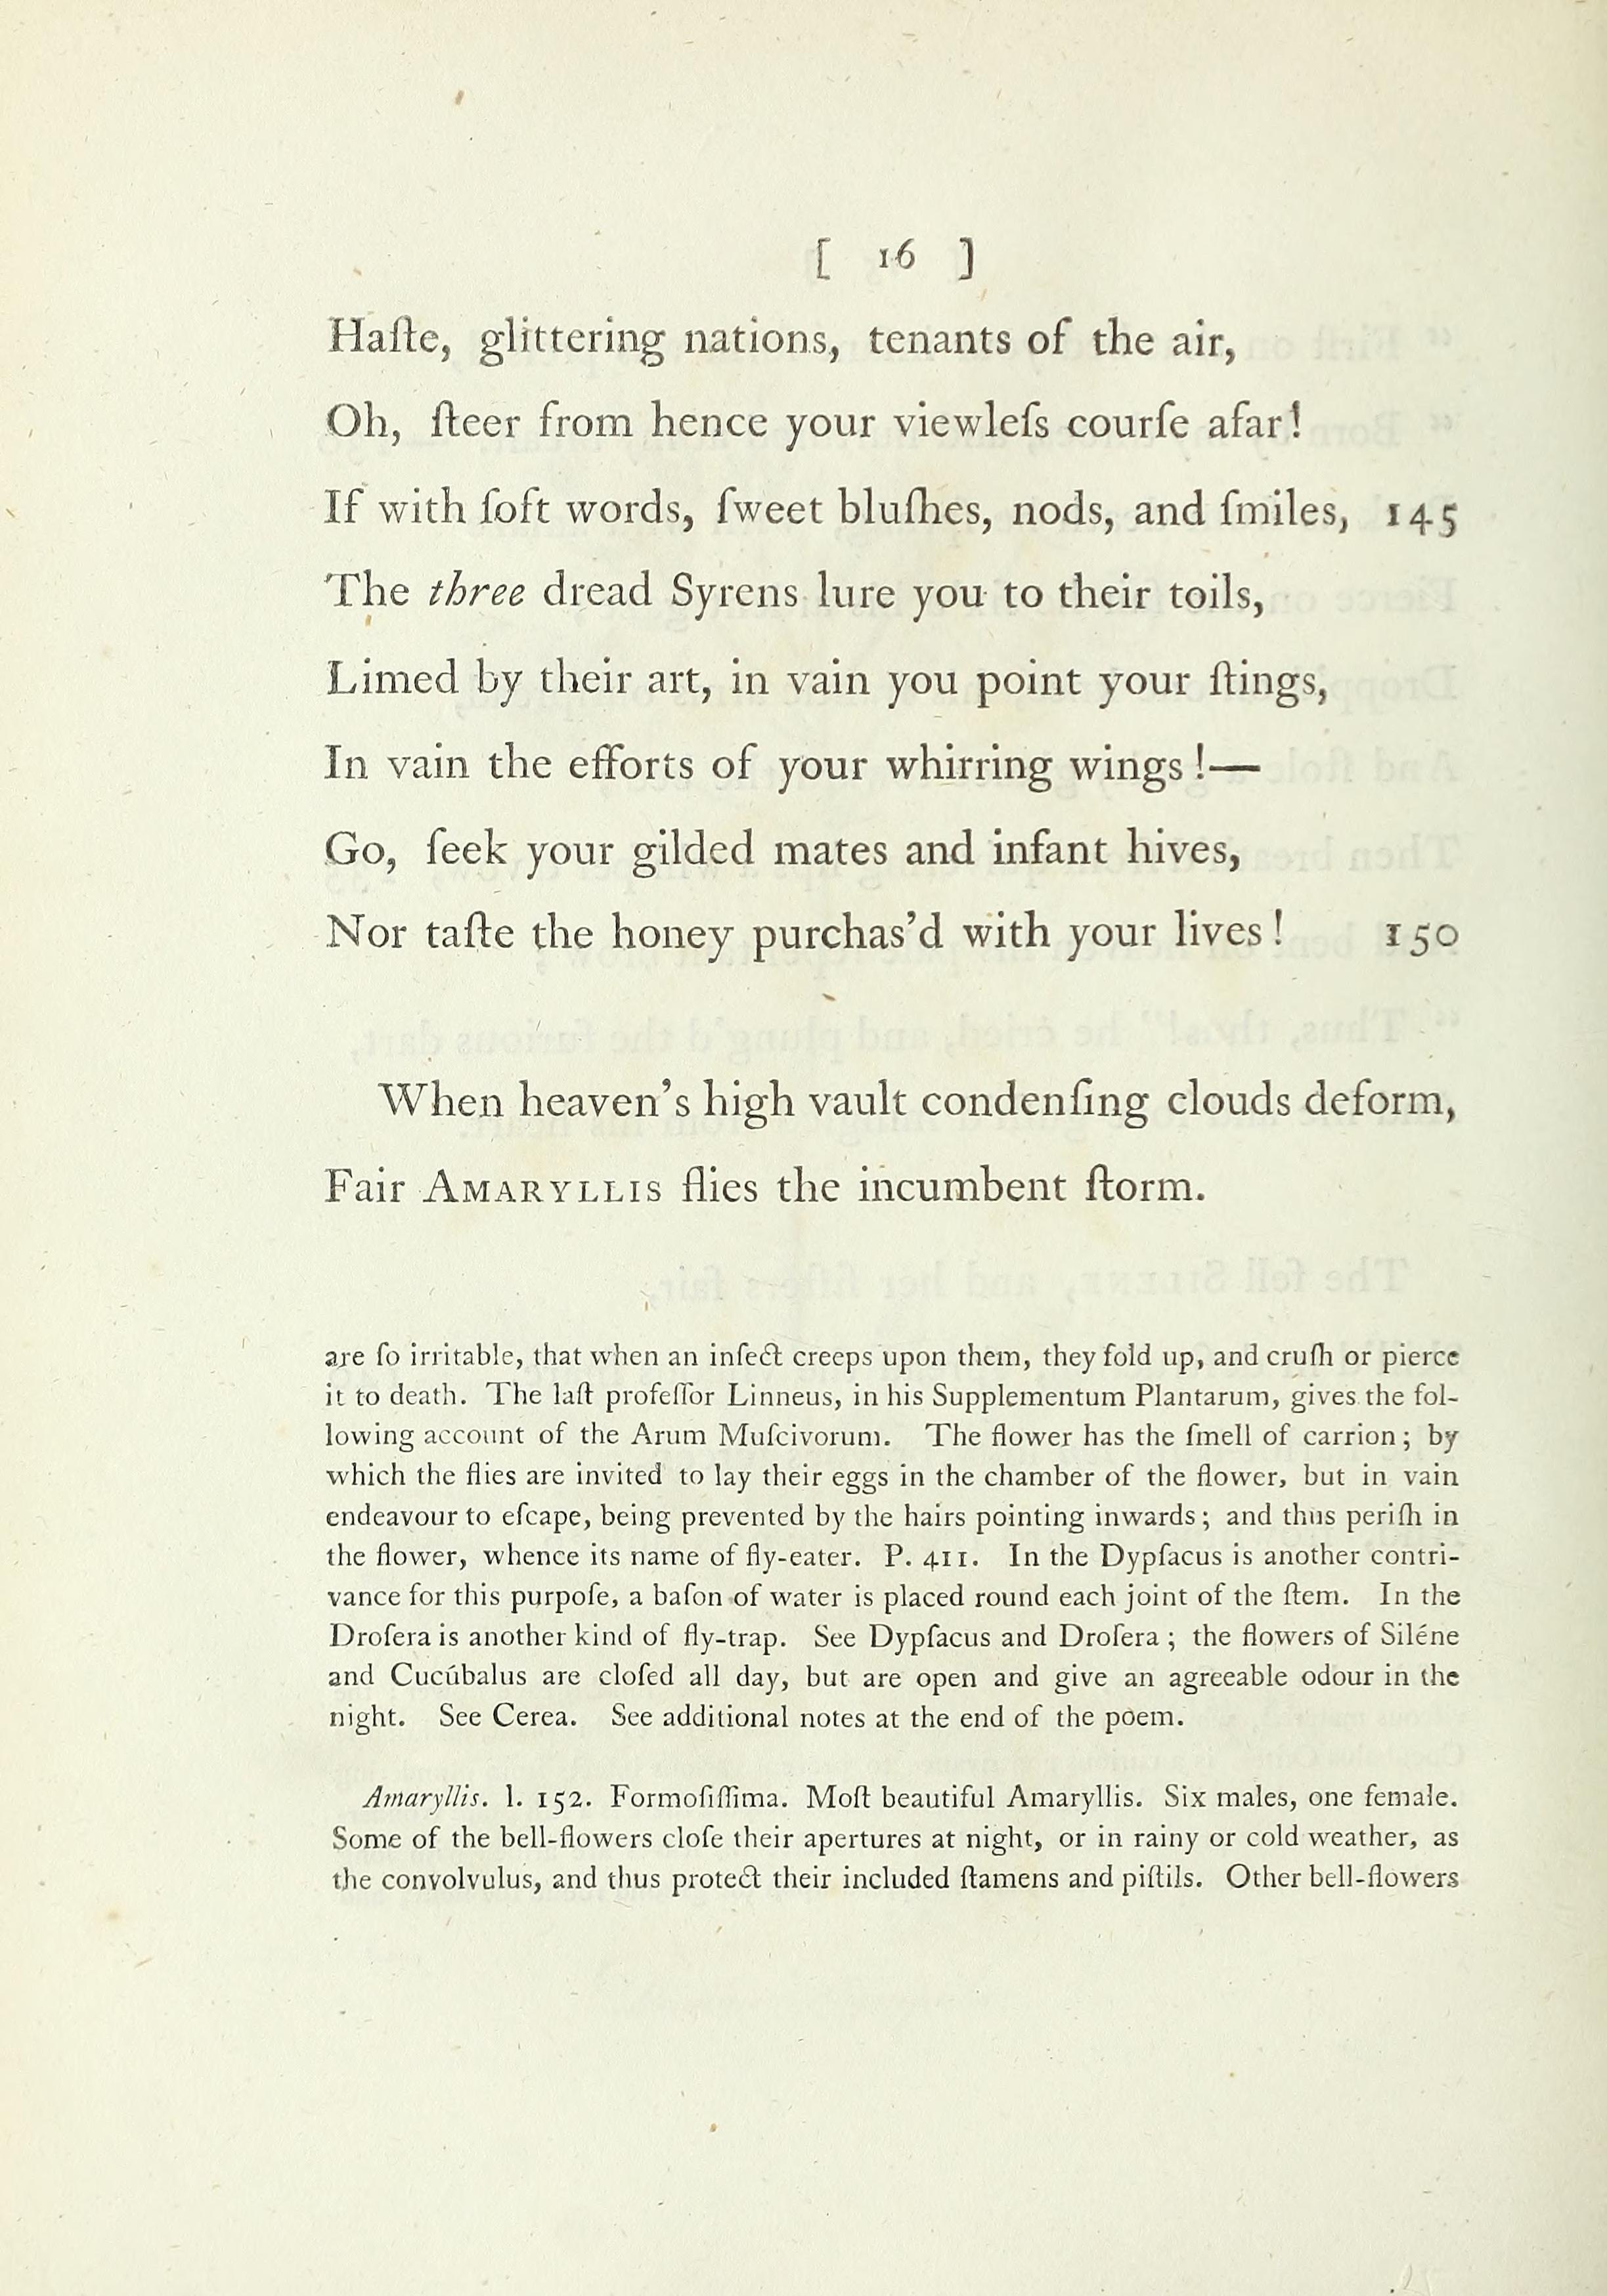 [ 16 ]
Haſte, glittering nations, tenants of the air,
Oh, ſteer from hence your viewleſs courſe afar!
If with ſoft words, ſweet bluſhes, nods, and ſmiles, 145
The three dread Syrens lure you to their toils,
Limed by their art, in vain you point your ſtings,
In vain the efforts of your whirring wings!—
Go, ſeek your gilded mates and infant hives,
Nor taſte the honey purchas'd with your lives! 150
When heaven's high vault condenſing clouds deform,
Fair AMARYLLIS flies the incumbent ſtorm.
are ſo irritable, that when an inſect creeps upon them, they fold up, and cruſh or pierce
it to death. The laſt profeſſor Linneus, in his Supplementum Plantarum, gives the fol-
lowing account of the Arum Muſcivorum. The flower has the ſmell of carrion; by
which the flies are invited to lay their eggs in the chamber of the flower, but in vain
endeavour to eſcape, being prevented by the hairs pointing inwards; and thus periſh in
the flower, whence its name of fly-eater. P. 411. In the Dypſacus is another contri-
vance for this purpoſe, a baſon of water is placed round each joint of the ſtem. In the
Droſera is another kind of fly-trap. See Dypſacus and Droſera; the flowers of Siléne
and Cucúbalus are cloſed all day, but are open and give an agreeable odour in the
night. See Cerea. See additional notes at the end of the poem.
Amaryllis. l. 152. Formoſiſſima. Moſt beautiful Amaryllis. Six males, one female.
Some of the bell-flowers cloſe their apertures at night, or in rainy or cold weather, as
the convolvulus, and thus protect their included ſtamens and piſtils. Other bell-flowers